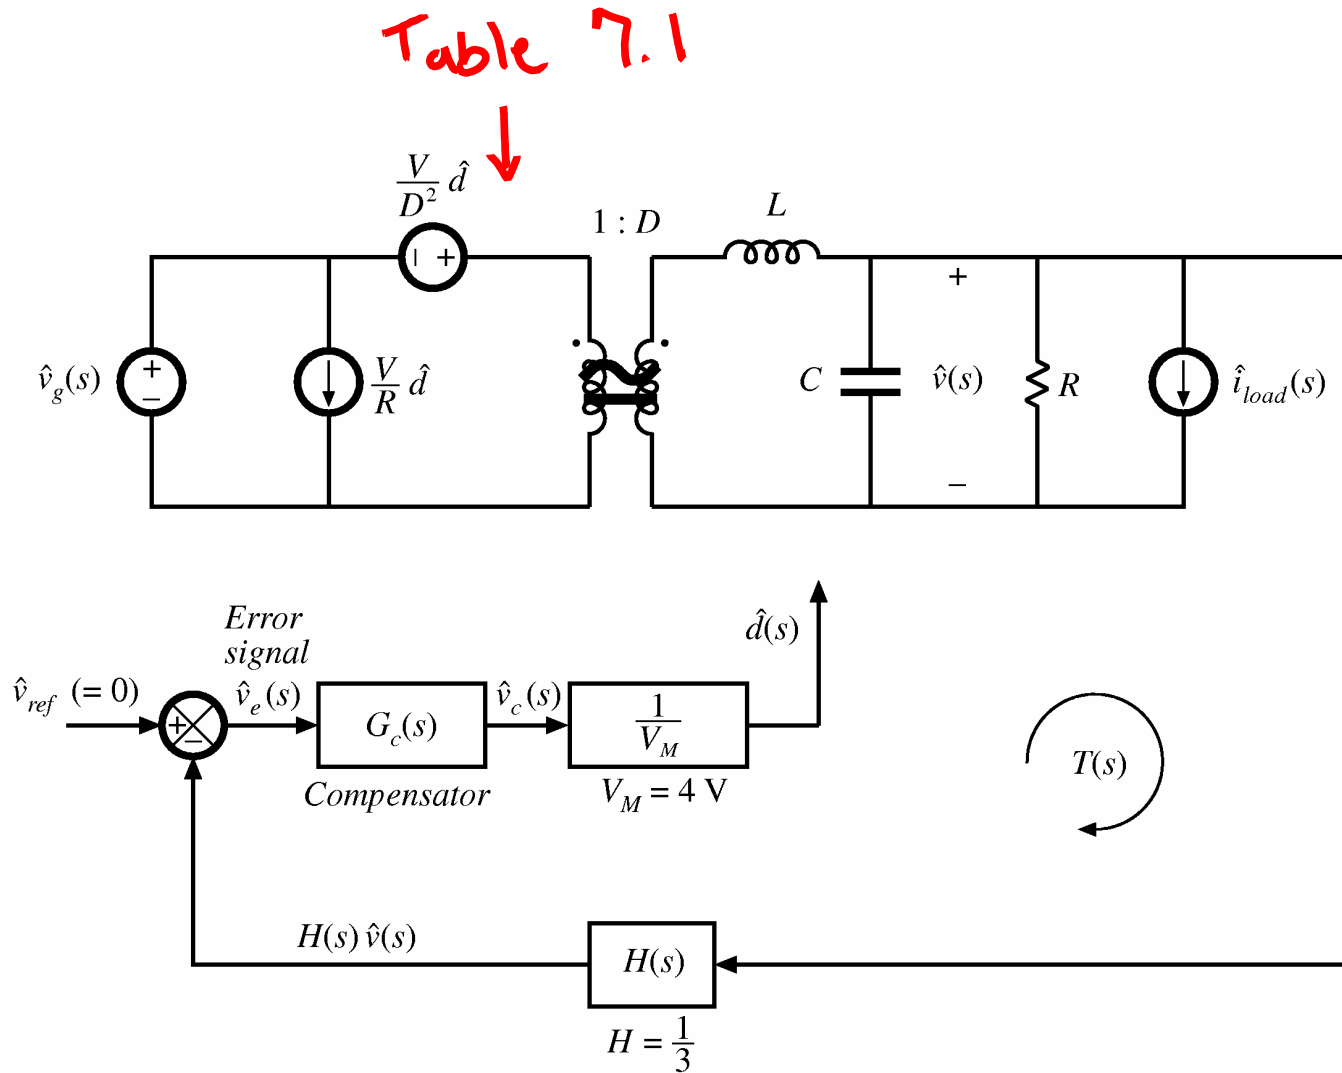 Table 7.1
V/D² d̂
1 : D
L
v̂g(s)
+
−
− +
V/R d̂
C
+
v̂(s)
−
R
îload(s)
Error
signal
d̂(s)
v̂ref (= 0)
+
−
v̂e(s)
Gc(s)
v̂c(s)
1/VM
T(s)
Compensator
VM = 4 V
H(s) v̂(s)
H(s)
H = 1/3